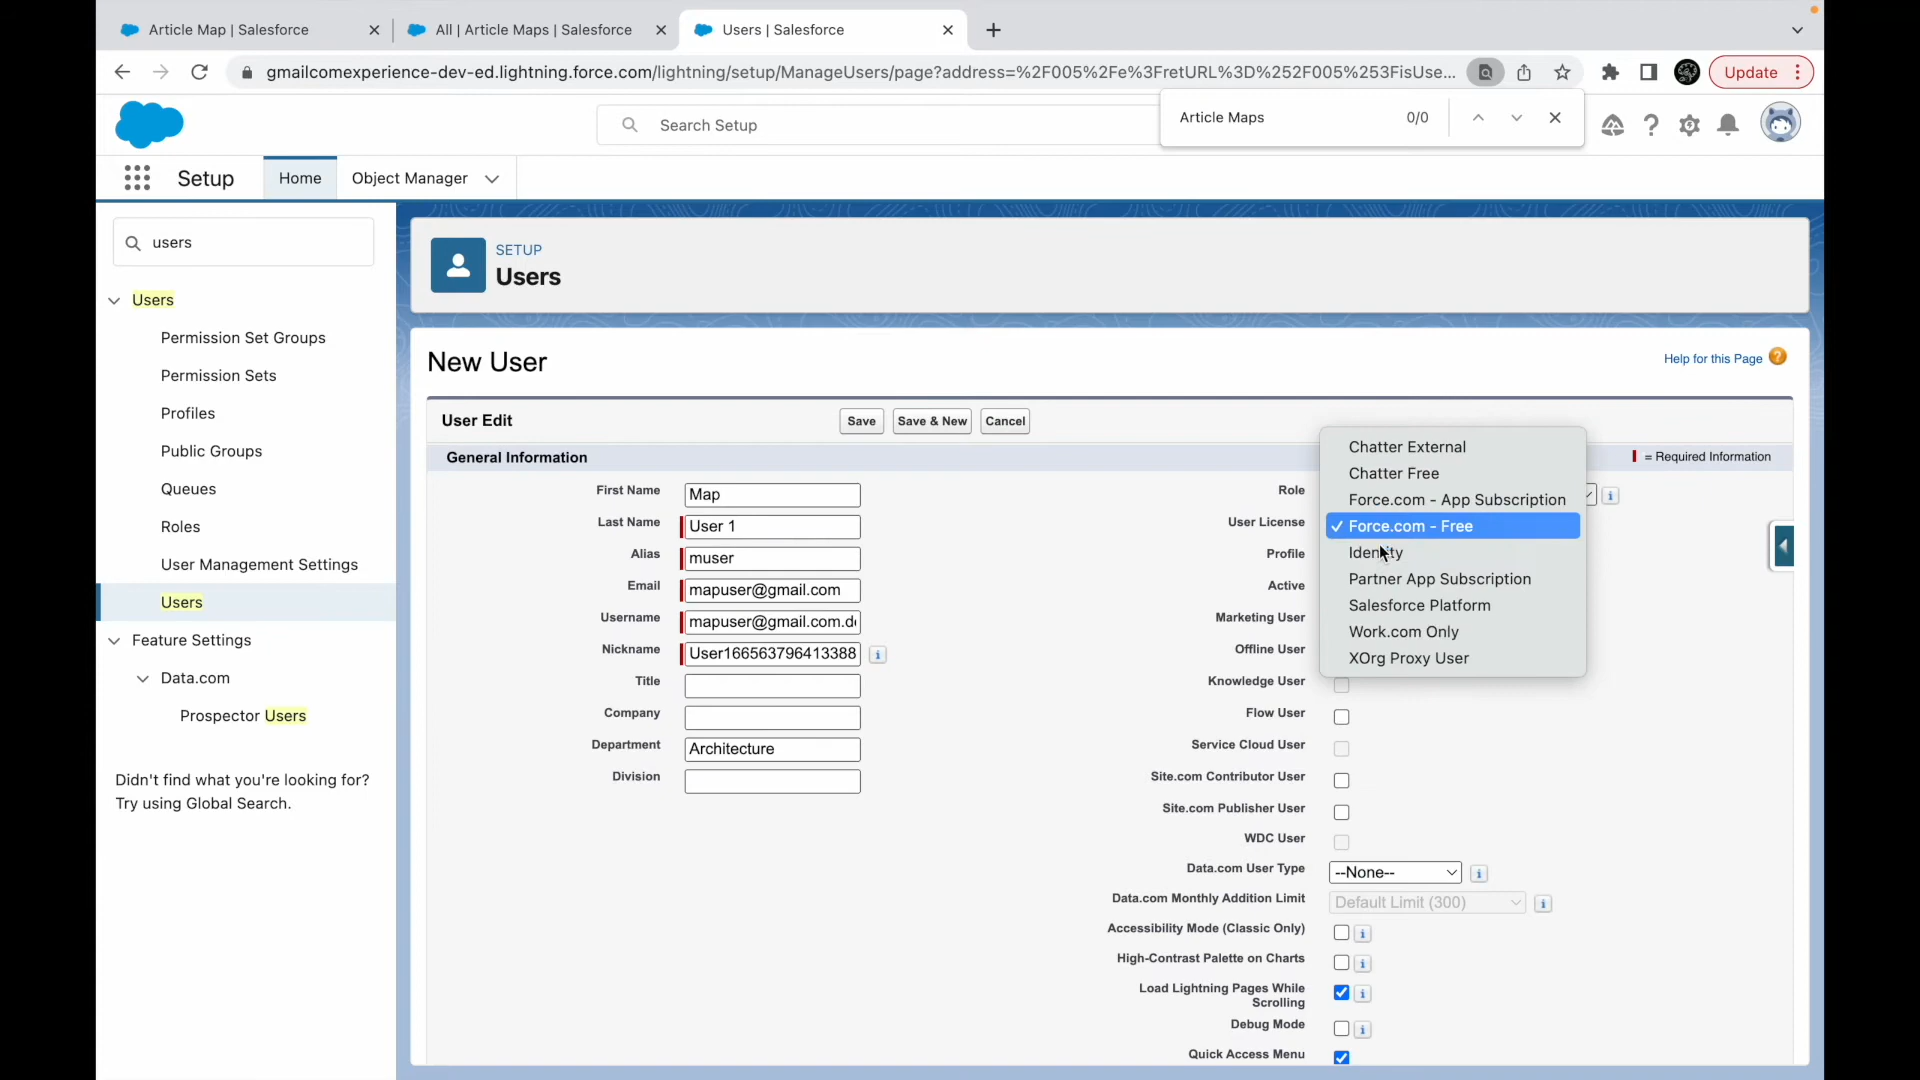 Article Map | Salesforce
All | Article Maps | Salesforce
Users | Salesforce
gmailcomexperience-dev-ed.lightning.force.com/lightning/setup/ManageUsers/page?address=%2F005%2Fe%3FretURL%3D%252F005%253FisUse...
Update
Article Maps
0/0
Search Setup
Setup
Home
Object Manager
users
Users
Permission Set Groups
Permission Sets
Profiles
Public Groups
Queues
Roles
User Management Settings
Users
Feature Settings
Data.com
Prospector Users
Didn't find what you're looking for?
Try using Global Search.
SETUP
Users
New User
Help for this Page
User Edit
Save
Save & New
Cancel
General Information
= Required Information
First Name
Map
Last Name
User 1
Alias
muser
Email
mapuser@gmail.com
Username
Nickname
User166563796413388
Title
Company
Department
Architecture
Division
Role
User License
Profile
Active
Marketing User
Offline User
Knowledge User
Flow User
Service Cloud User
Site.com Contributor User
Site.com Publisher User
WDC User
Data.com User Type
--None--
Data.com Monthly Addition Limit
Default Limit (300)
Accessibility Mode (Classic Only)
High-Contrast Palette on Charts
Load Lightning Pages While
Scrolling
Debug Mode
Quick Access Menu
Chatter External
Chatter Free
Force.com - App Subscription
Force.com - Free
Identity
Partner App Subscription
Salesforce Platform
Work.com Only
XOrg Proxy User